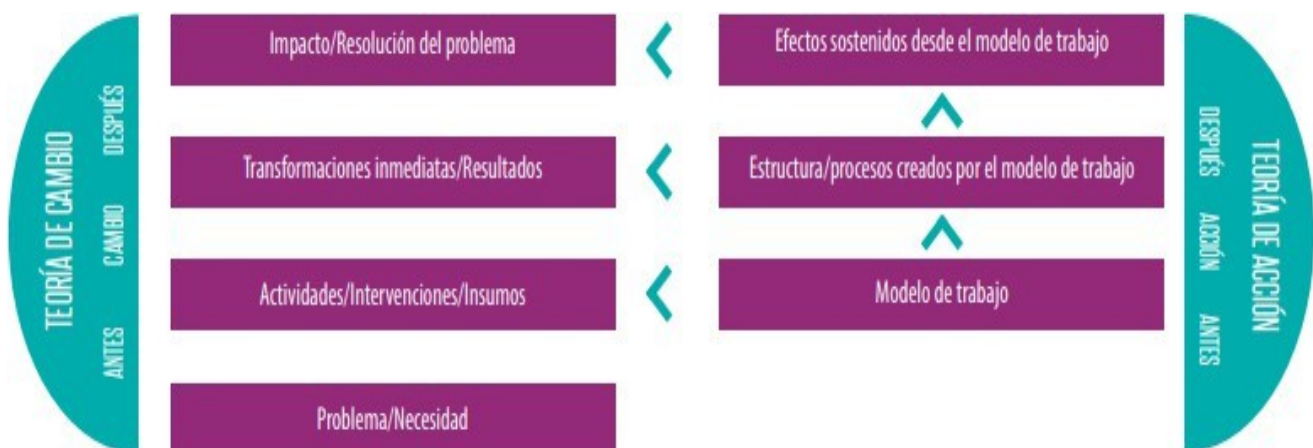 TEORÍA DE CAMBIO
ANTES CAMBIO DESPUÉS
Impacto/Resolución del problema
Efectos sostenidos desde el modelo de trabajo
Transformaciones inmediatas/Resultados
Estructura/procesos creados por el modelo de trabajo
Actividades/Intervenciones/Insumos
Modelo de trabajo
Problema/Necesidad
DESPUÉS ACCIÓN ANTES
TEORÍA DE ACCIÓN